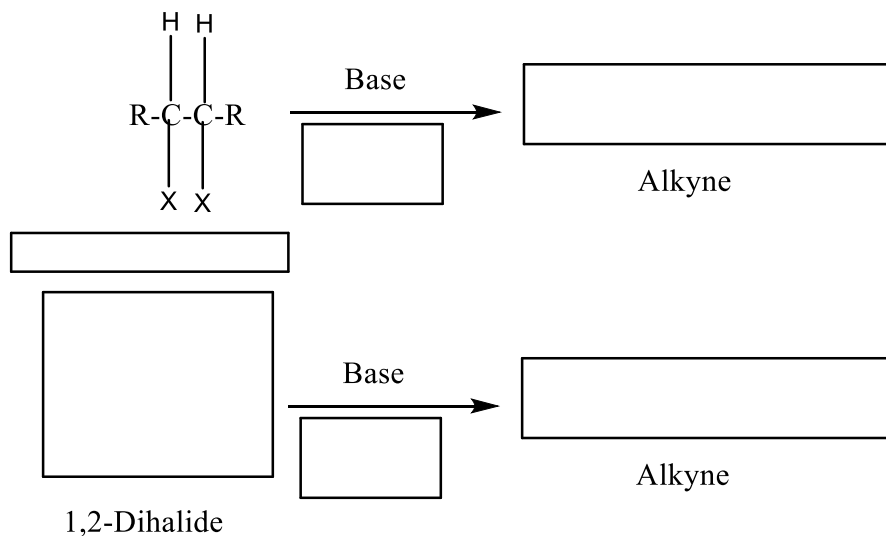 H H
Base
R-C-C-R
Alkyne
X X
Base
Alkyne
1,2-Dihalide